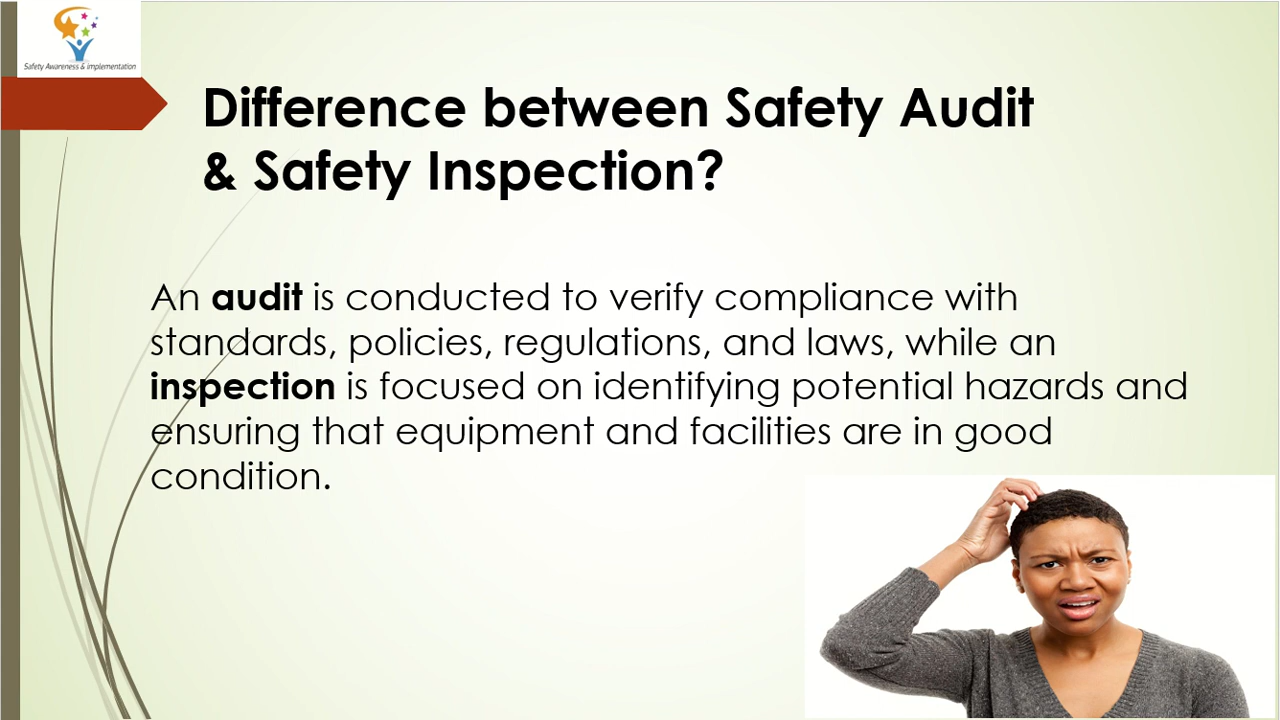 Safety Awareness & implementation
Difference between Safety Audit
& Safety Inspection?
An audit is conducted to verify compliance with
standards, policies, regulations, and laws, while an
inspection is focused on identifying potential hazards and
ensuring that equipment and facilities are in good
condition.